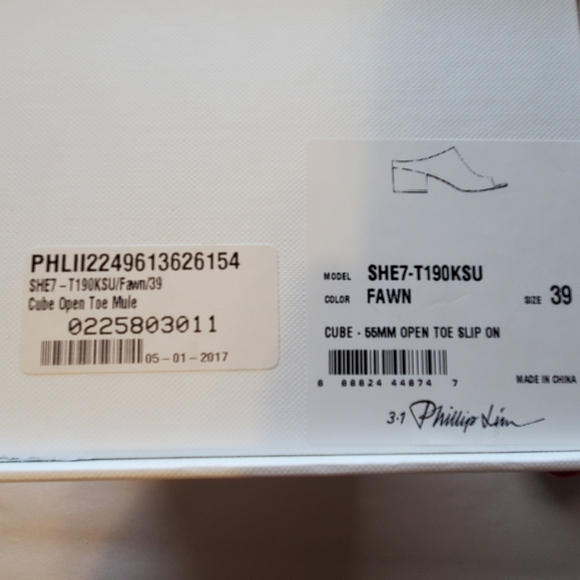 PHLII2249613626154
SHE7-T190KSU/Fawn/39
Cube Open Toe Mule
0225803011
05-01-2017
MODEL SHE7-T190KSU
COLOR FAWN
SIZE 39
CUBE - 55MM OPEN TOE SLIP ON
8 88824 44874 7
MADE IN CHINA
3·1 Phillip Lim